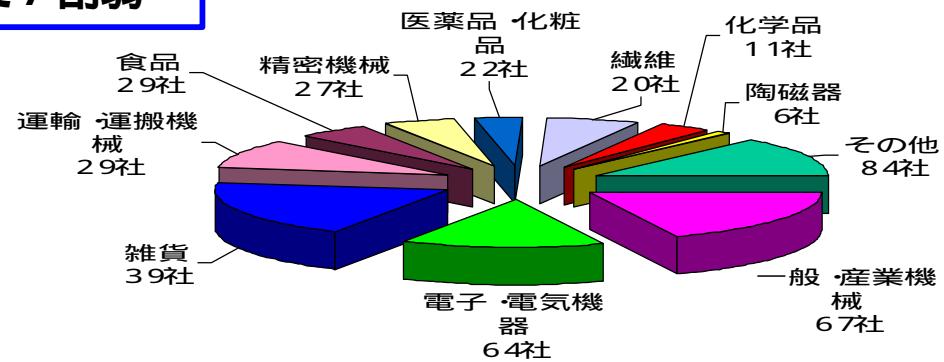 医薬品・化粧
品
22社
繊維
20社
化学品
11社
陶磁器
6社
その他
84社
一般・産業機
械
67社
電子・電気機
器
64社
雑貨
39社
運輸・運搬機
械
29社
食品
29社
精密機械
27社